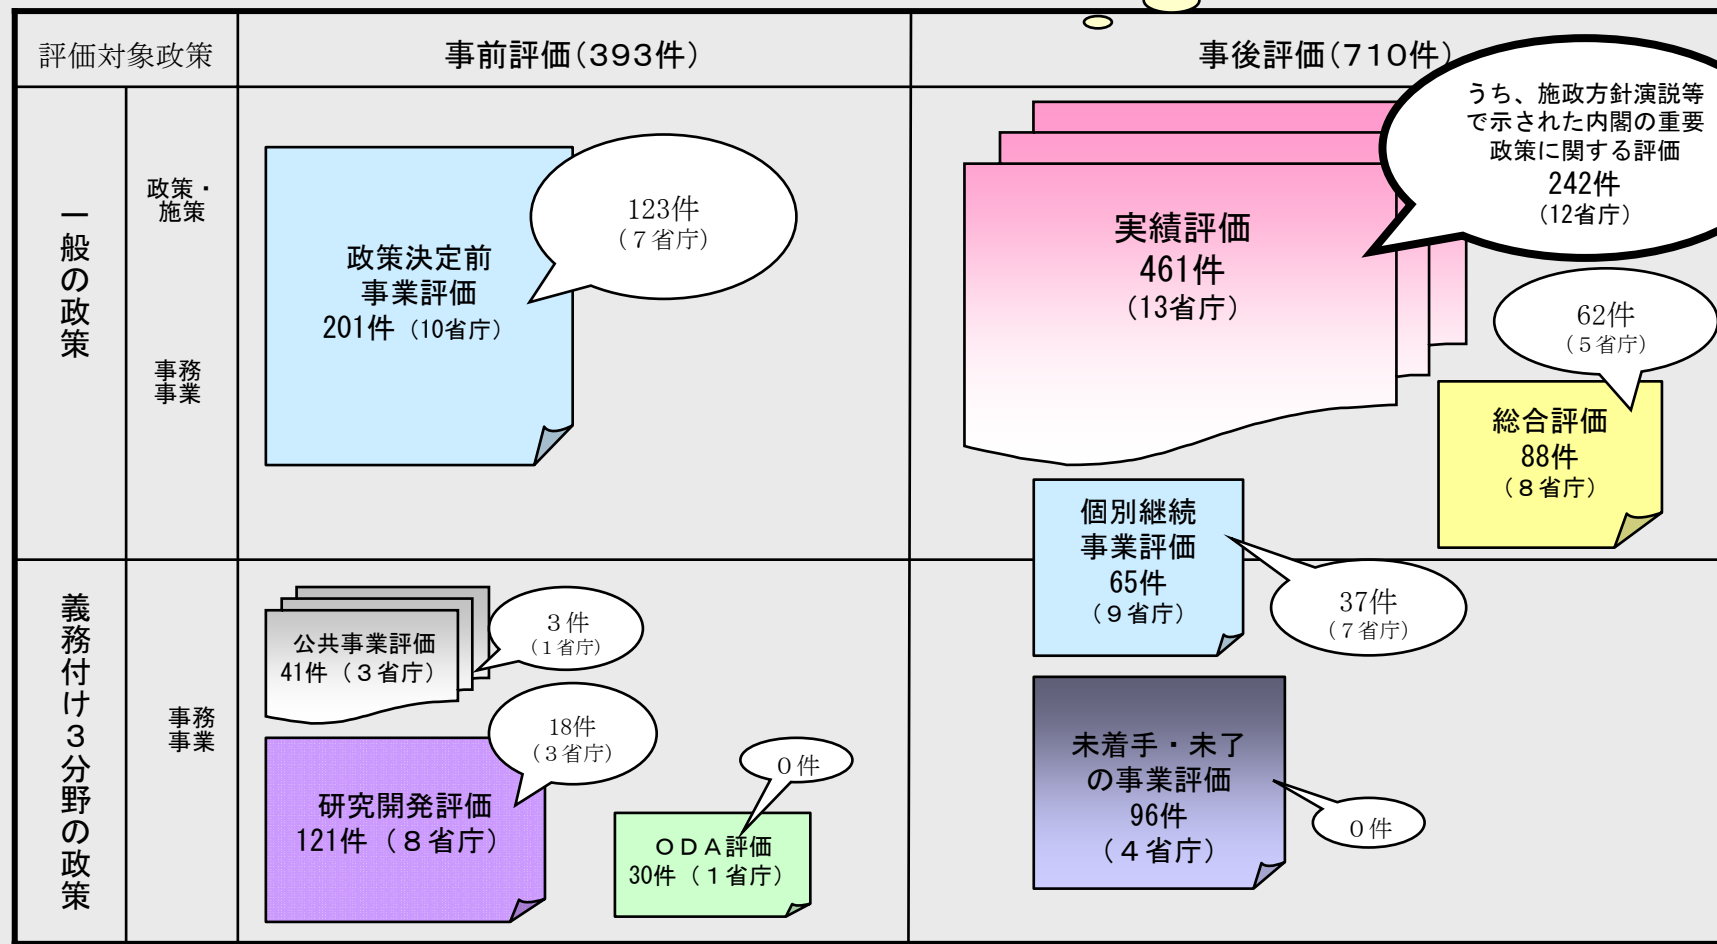 評価対象政策
事前評価（393件）
事後評価（710件）
一般の政策
政策・
施策
事務
事業
政策決定前
事業評価
201件（10省庁）
123件
（７省庁）
実績評価
461件
（13省庁）
うち、施政方針演説等
で示された内閣の重要
政策に関する評価
242件
（12省庁）
62件
（５省庁）
総合評価
88件
（８省庁）
個別継続
事業評価
65件
（９省庁）
37件
（７省庁）
義務付け３分野の政策
事務
事業
公共事業評価
41件（３省庁）
３件
（１省庁）
研究開発評価
121件（８省庁）
18件
（３省庁）
ＯＤＡ評価
30件（１省庁）
０件
未着手・未了
の事業評価
96件
（４省庁）
０件